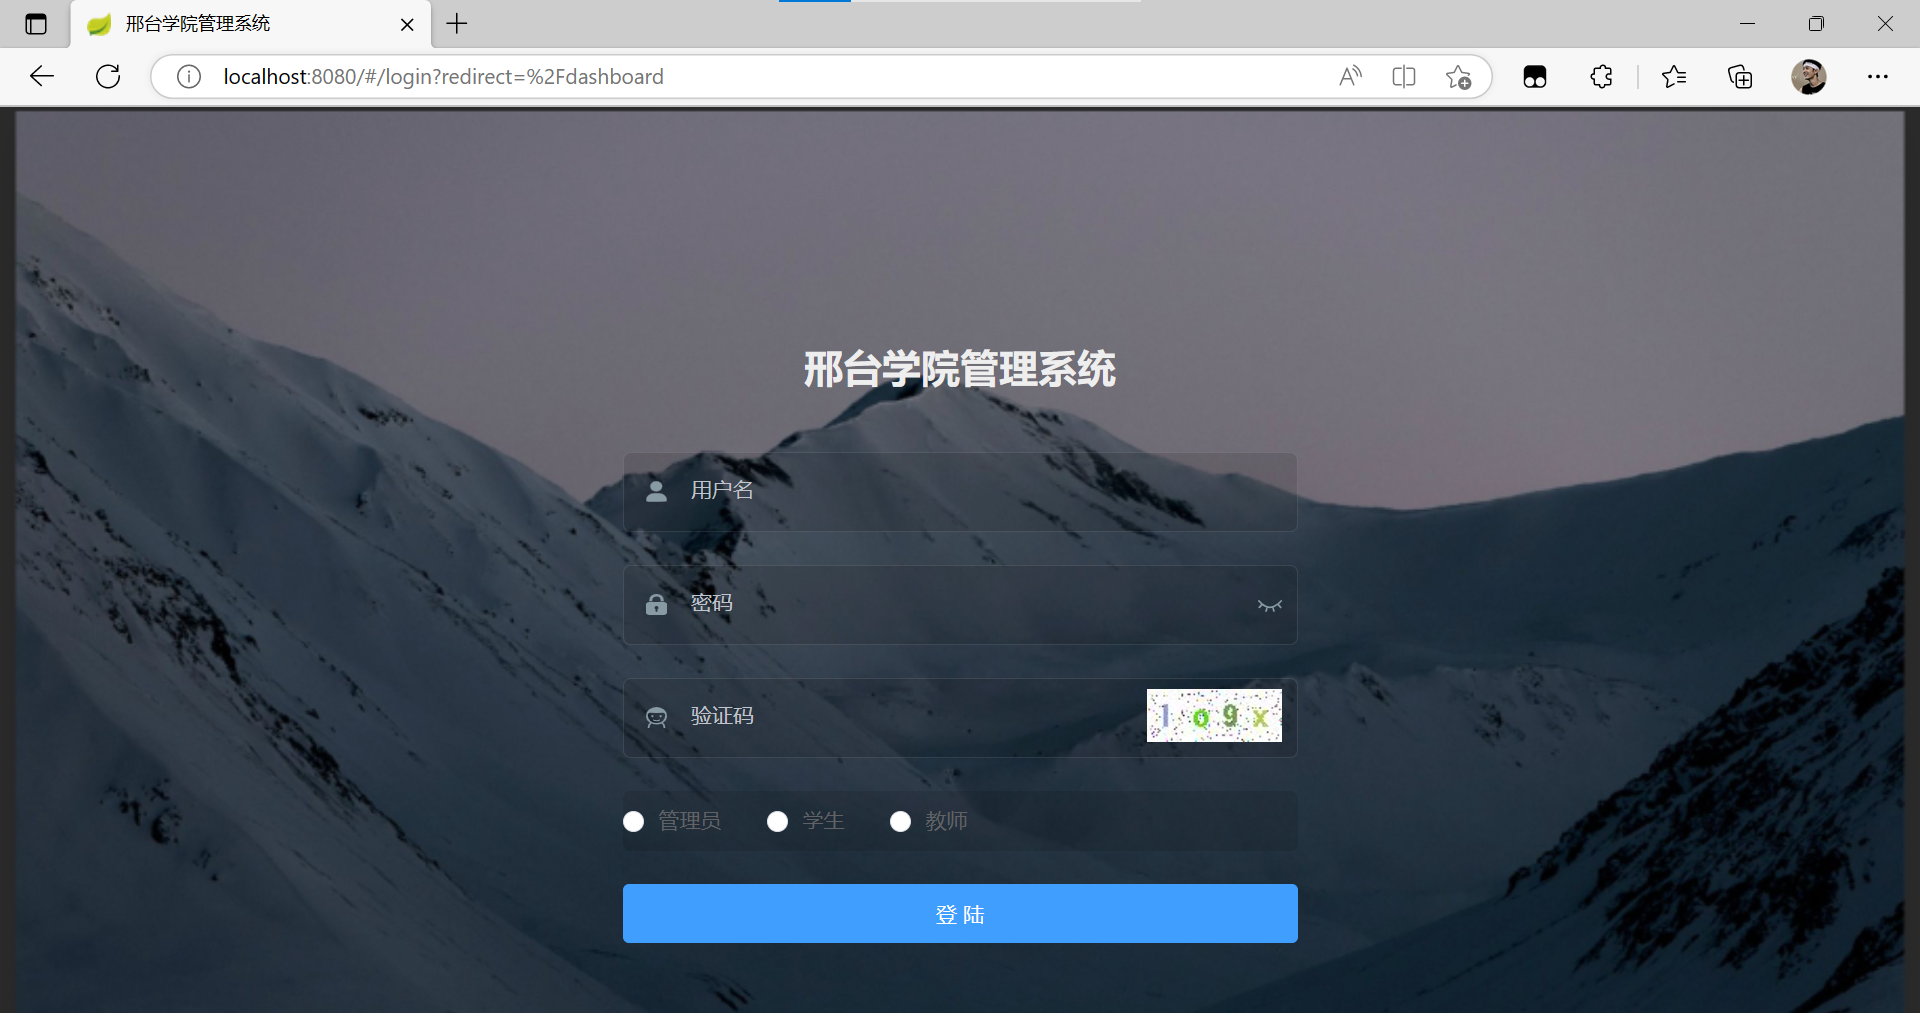 邢台学院管理系统
localhost:8080/#/login?redirect=%2Fdashboard
邢台学院管理系统
用户名
密码
验证码
l o 9 x
管理员 学生 教师
登 陆